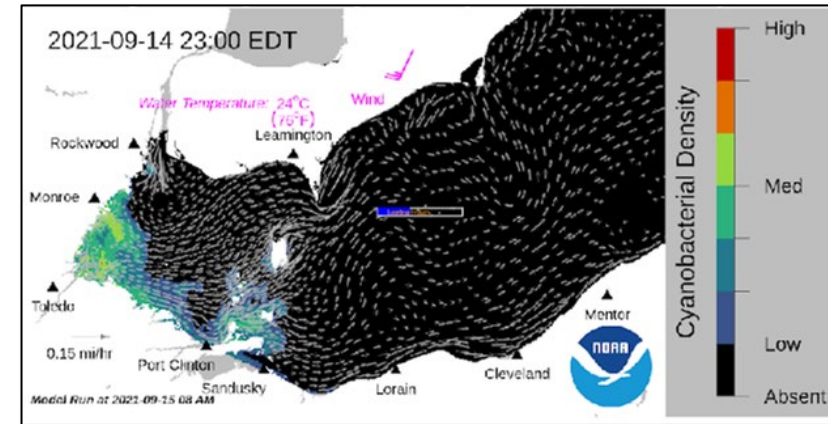 2021-09-14 23:00 EDT
Water Temperature: 24°C
(75°F)
Wind
Leamington
Rockwood
Monroe
Toledo
0.15 mi/hr
Port Clinton
Sandusky
Lorain
Cleveland
Mentor
NOAA
Model Run at 2021-09-15 08 AM
Cyanobacterial Density
High
Med
Low
Absent